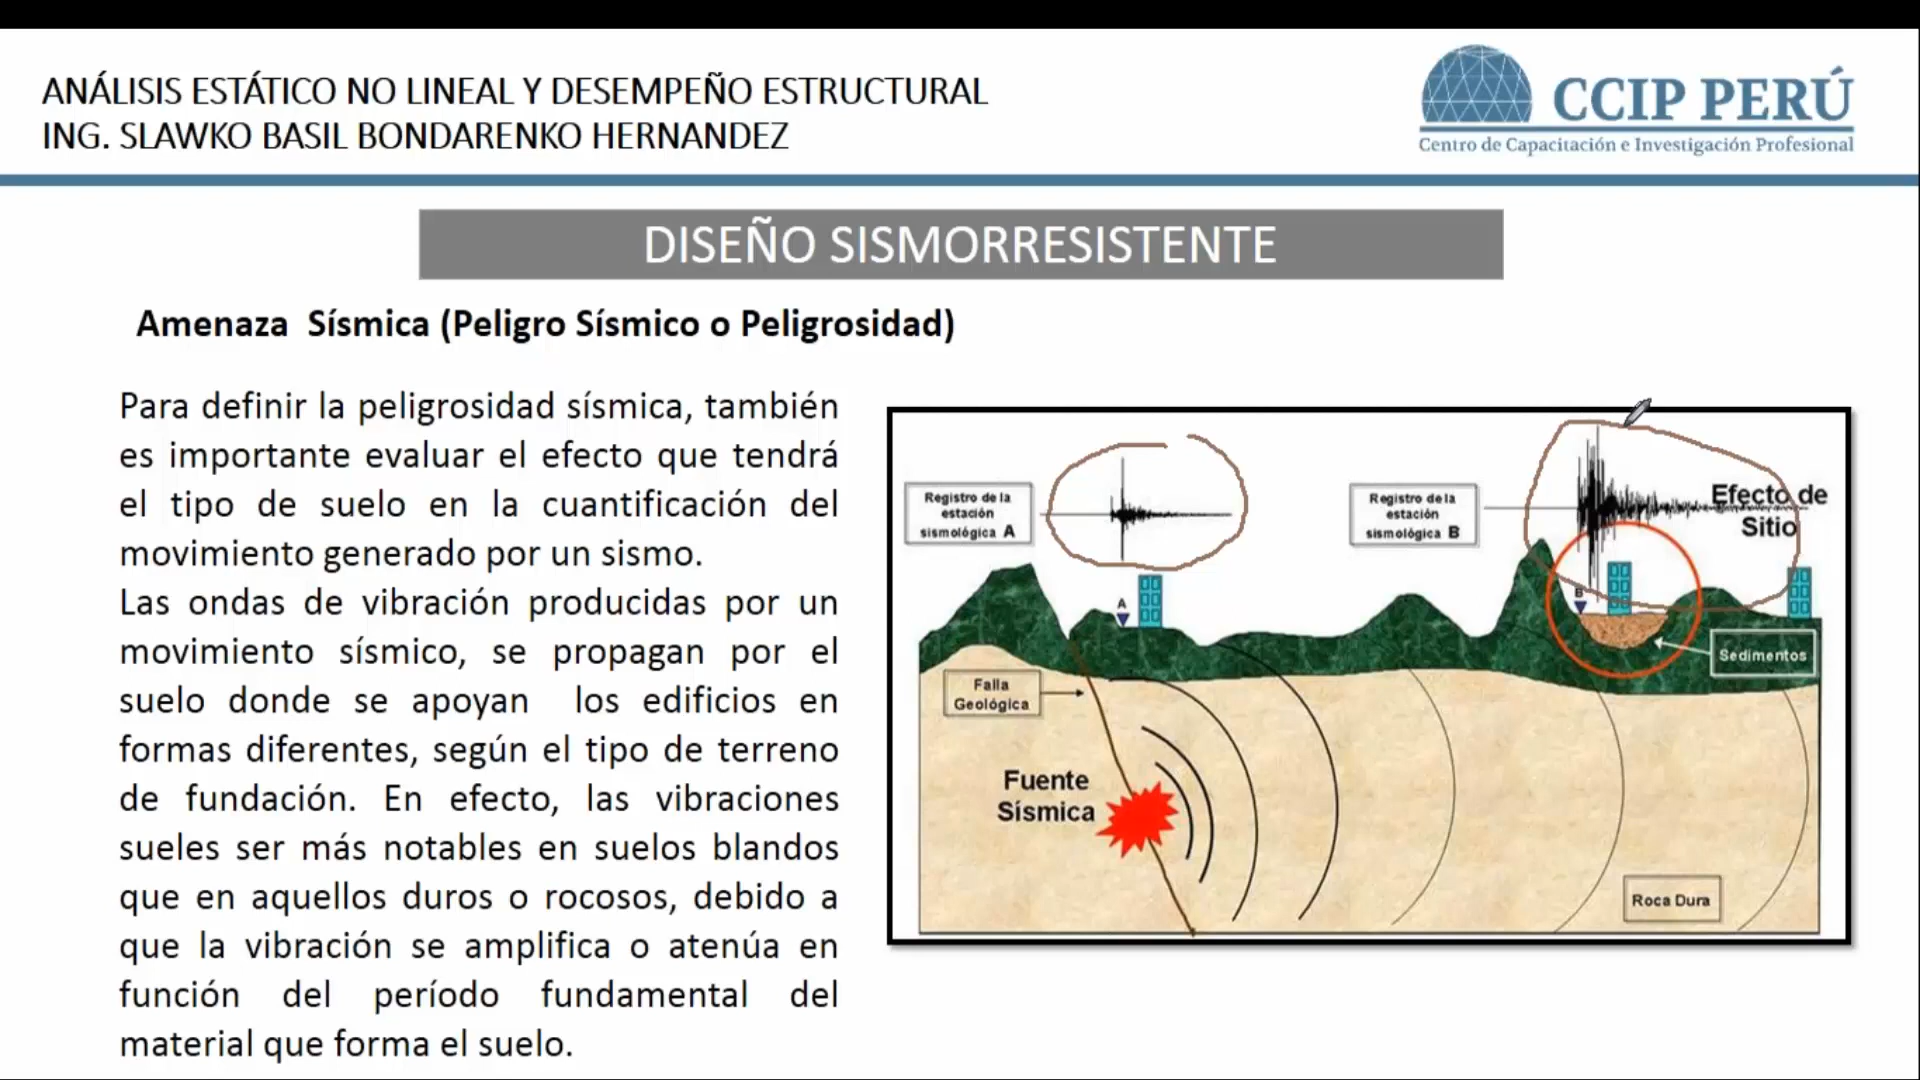 ANÁLISIS ESTÁTICO NO LINEAL Y DESEMPEÑO ESTRUCTURAL
ING. SLAWKO BASIL BONDARENKO HERNANDEZ
CCIP PERÚ
Centro de Capacitación e Investigación Profesional
DISEÑO SISMORRESISTENTE
Amenaza Sísmica (Peligro Sísmico o Peligrosidad)
Para definir la peligrosidad sísmica, también
es importante evaluar el efecto que tendrá
el tipo de suelo en la cuantificación del
movimiento generado por un sismo.
Las ondas de vibración producidas por un
movimiento sísmico, se propagan por el
suelo donde se apoyan los edificios en
formas diferentes, según el tipo de terreno
de fundación. En efecto, las vibraciones
sueles ser más notables en suelos blandos
que en aquellos duros o rocosos, debido a
que la vibración se amplifica o atenúa en
función del período fundamental del
material que forma el suelo.
Registro de la
estación
sismológica A
Registro de la
estación
sismológica B
Efecto de
Sitio
A
B
Sedimentos
Falla
Geológica
Fuente
Sísmica
Roca Dura